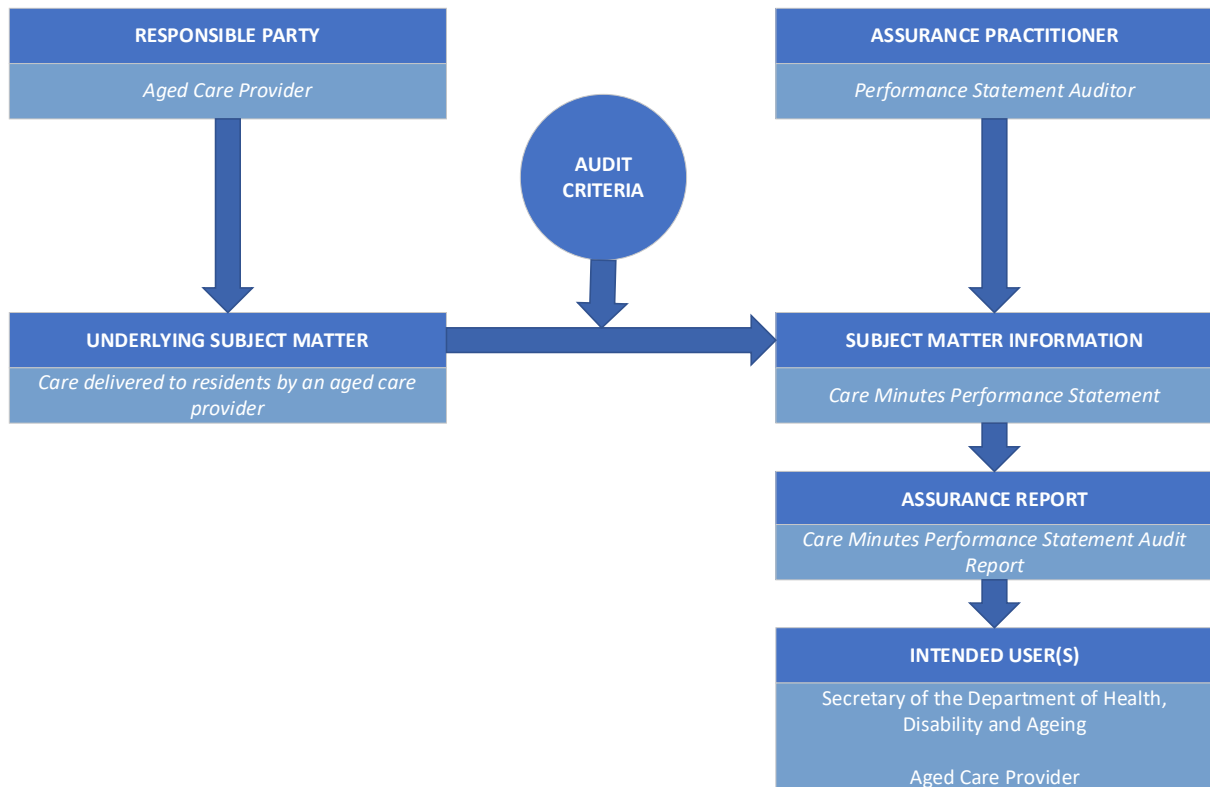 RESPONSIBLE PARTY
Aged Care Provider
ASSURANCE PRACTITIONER
Performance Statement Auditor
AUDIT
CRITERIA
UNDERLYING SUBJECT MATTER
Care delivered to residents by an aged care
provider
SUBJECT MATTER INFORMATION
Care Minutes Performance Statement
ASSURANCE REPORT
Care Minutes Performance Statement Audit
Report
INTENDED USER(S)
Secretary of the Department of Health,
Disability and Ageing
Aged Care Provider